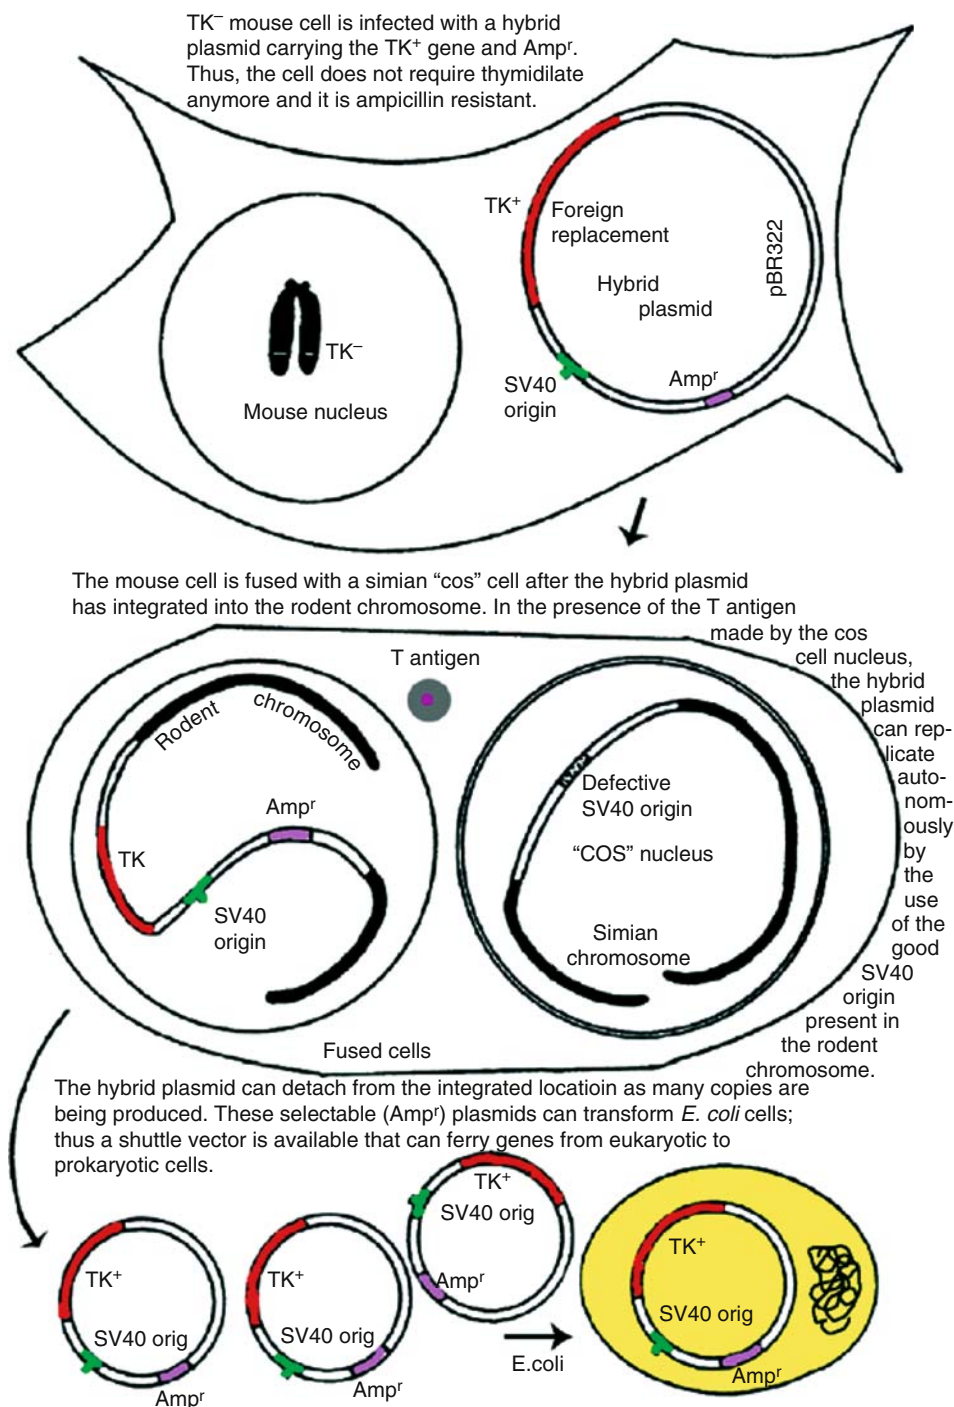 TK⁻ mouse cell is infected with a hybrid
plasmid carrying the TK⁺ gene and Ampʳ.
Thus, the cell does not require thymidilate
anymore and it is ampicillin resistant.
TK⁺
Foreign
replacement
pBR322
Hybrid
plasmid
TK⁻
SV40
origin
Ampʳ
Mouse nucleus
The mouse cell is fused with a simian “cos” cell after the hybrid plasmid
has integrated into the rodent chromosome. In the presence of the T antigen
made by the cos
cell nucleus,
the hybrid
plasmid
can rep-
licate
auto-
nom-
ously
by
the
use
of the
good
SV40
origin
present in
the rodent
chromosome.
T antigen
Rodent chromosome
Ampʳ
TK
SV40
origin
Defective
SV40 origin
“COS” nucleus
Simian
chromosome
Fused cells
The hybrid plasmid can detach from the integrated locatioin as many copies are
being produced. These selectable (Ampʳ) plasmids can transform E. coli cells;
thus a shuttle vector is available that can ferry genes from eukaryotic to
prokaryotic cells.
TK⁺
SV40 orig
Ampʳ
TK⁺
SV40 orig
Ampʳ
TK⁺
SV40 orig
Ampʳ
E.coli
TK⁺
SV40 orig
Ampʳ